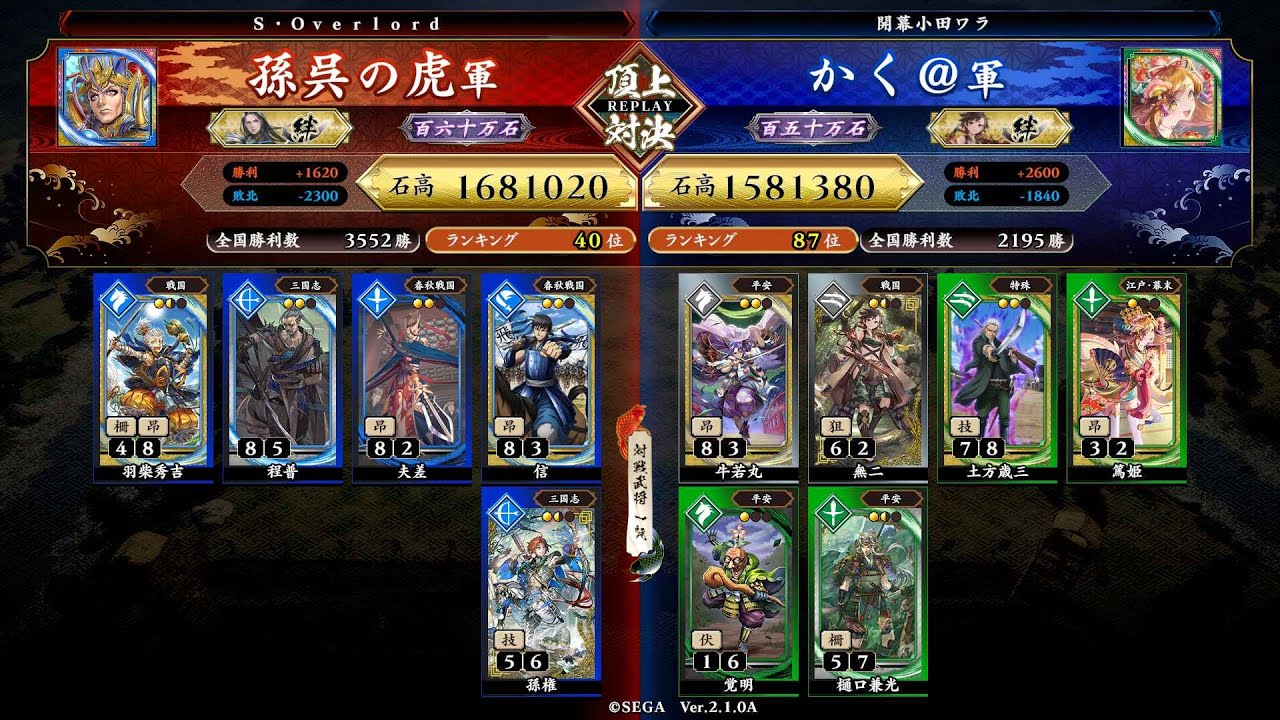 S・Overlord
開幕小田ワラ
孫呉の虎軍
頂上
REPLAY
対決
かく@軍
絆
百六十万石
百五十万石
絆
勝利 +1620
敗北 -2300
石高 1681020
石高 1581380
勝利 +2600
敗北 -1840
全国勝利数 3552勝
ランキング 40位
ランキング 87位
全国勝利数 2195勝
戦国
柵 昂
4 8
羽柴秀吉
三国志
8 5
程普
春秋戦国
昂
8 2
夫差
春秋戦国
飛
昂
8 3
信
平安
昂
8 3
牛若丸
戦国
狙
6 2
無二
特殊
技
7 8
土方歳三
江戸・幕末
昂
3 2
篤姫
対戦武将一覧
三国志
技
5 6
孫権
平安
伏
1 6
覚明
平安
柵
5 7
樋口兼光
©SEGA Ver.2.1.0A